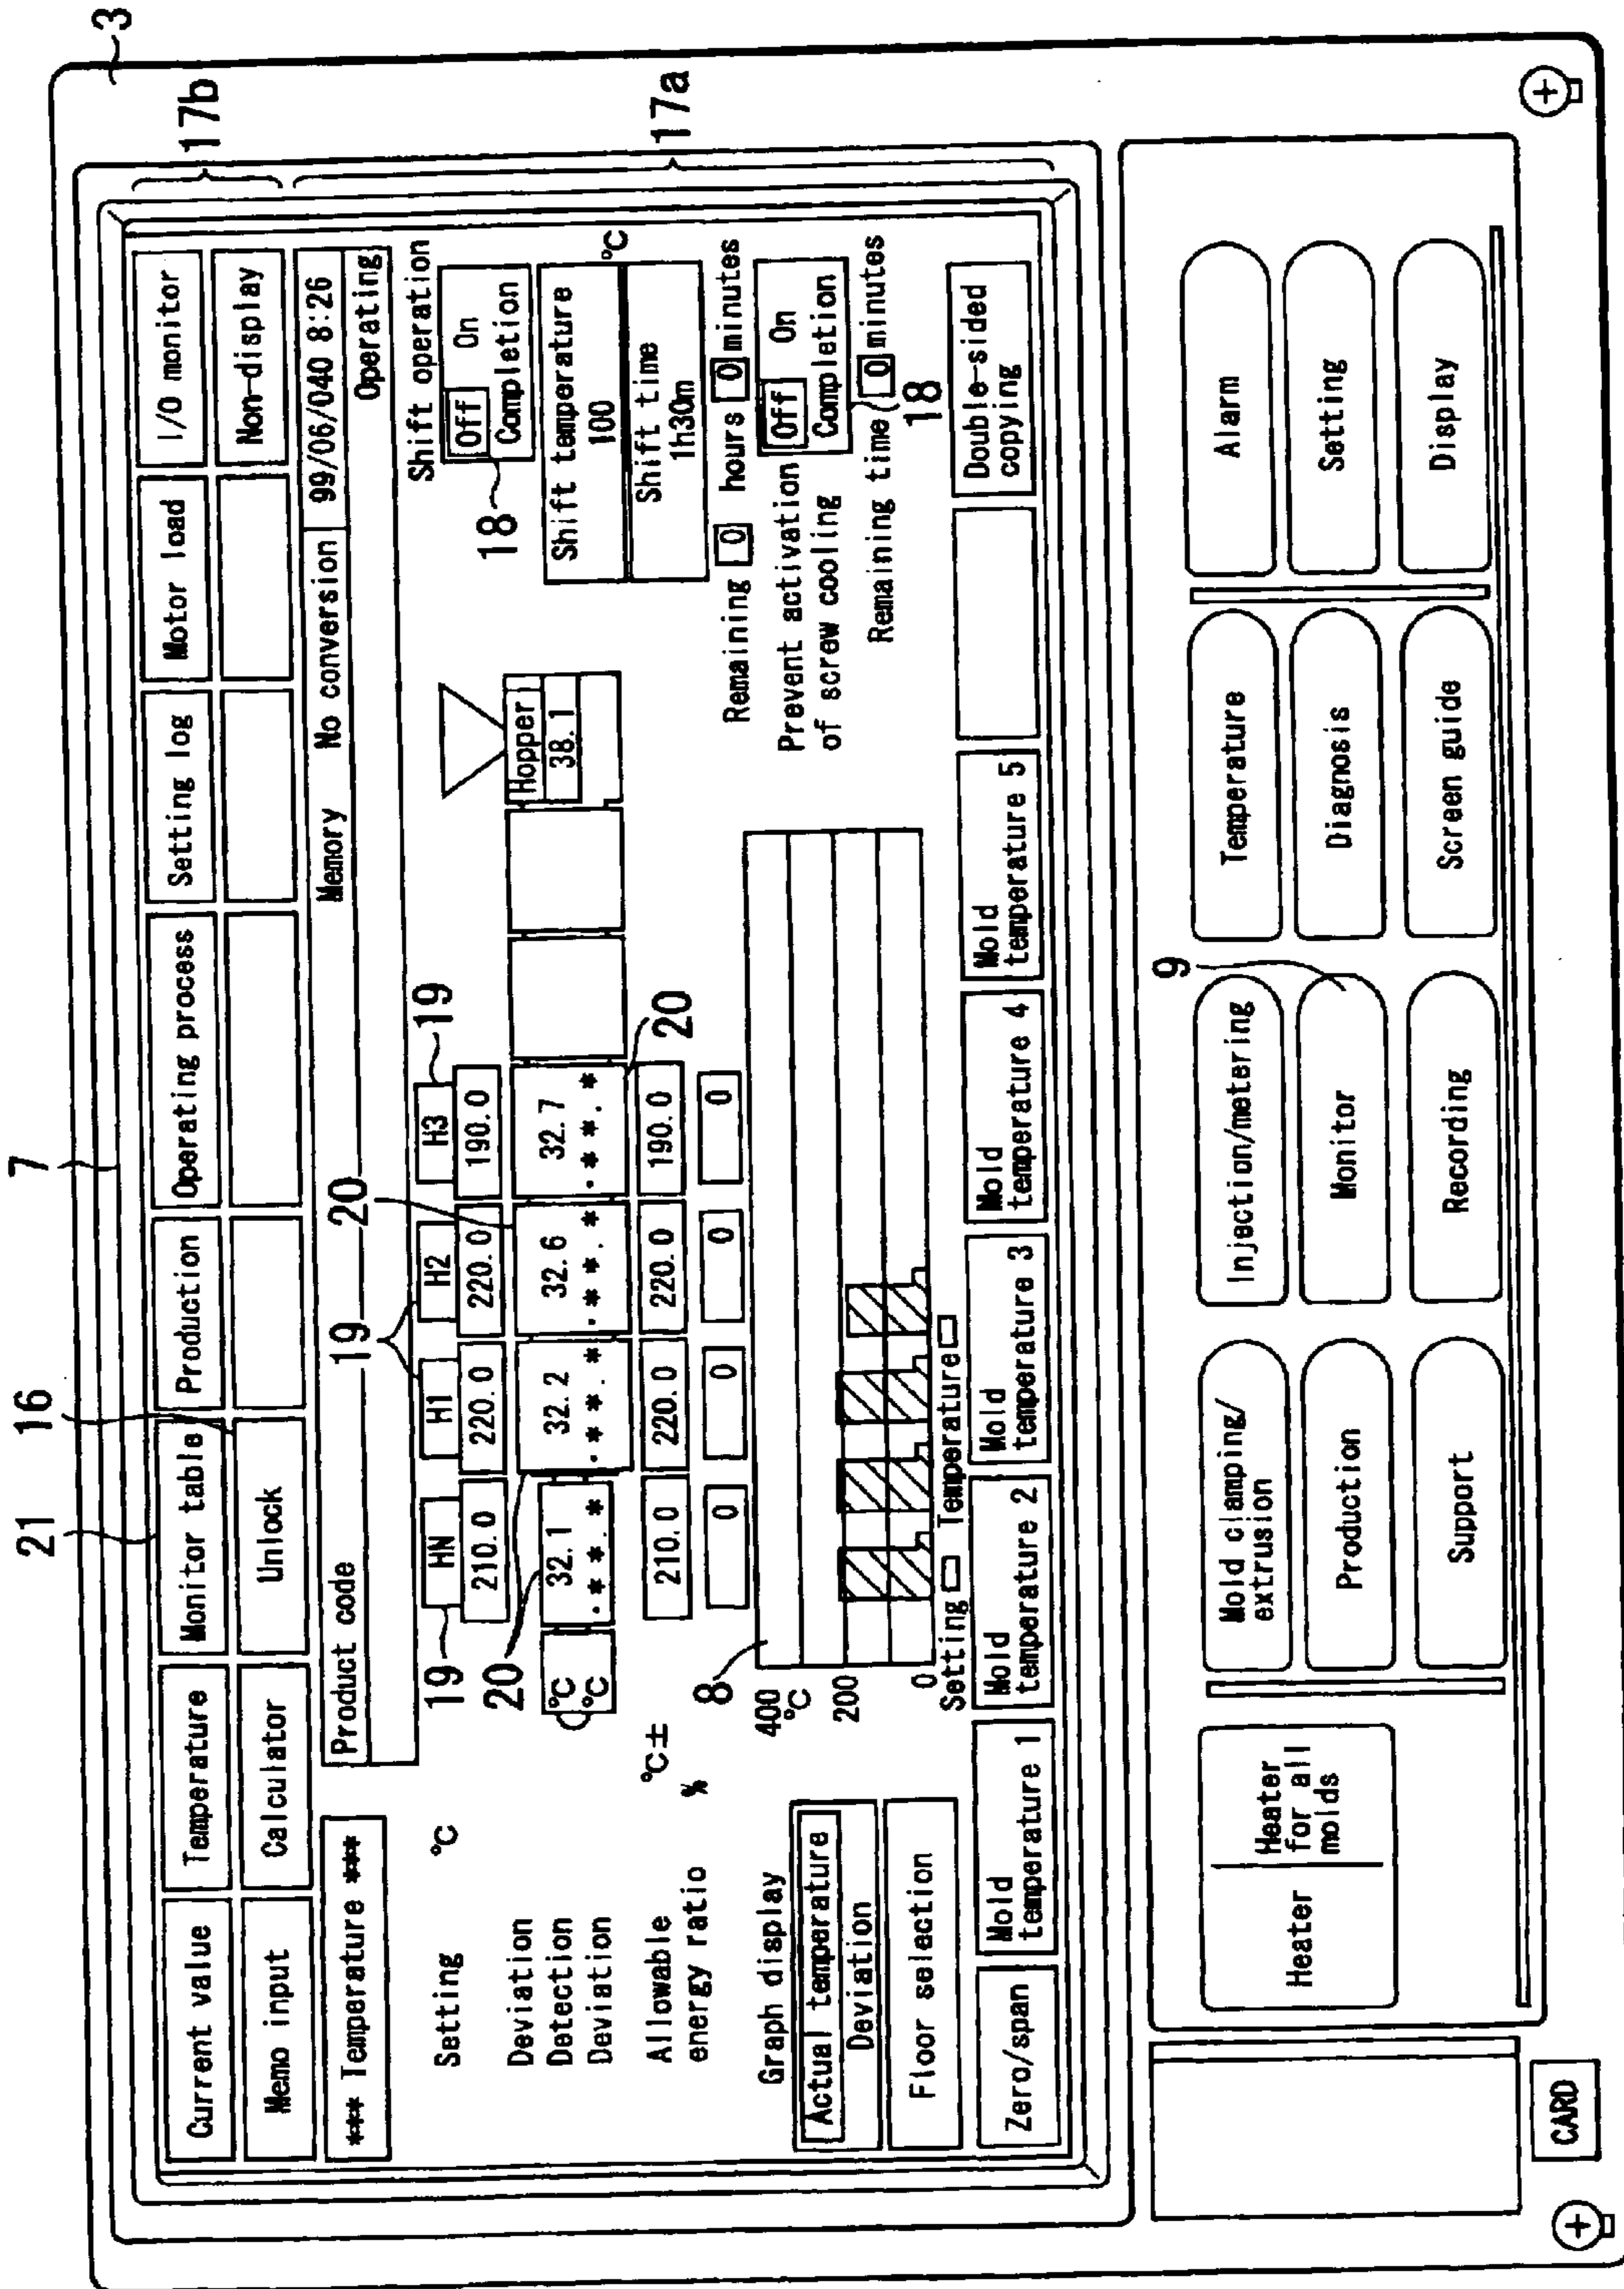 7
21
16
3
17b
17a
Current value
Temperature
Monitor table
Production
Operating process
Setting log
Motor load
I/O monitor
Memo input
Calculator
Unlock
Non-display
*** Temperature ***
Product code
Memory
No conversion
99/06/040 8:26
Operating
19
20
19
19
20
20
20
Setting
℃
HN
H1
H2
H3
210.0
220.0
220.0
190.0
Deviation
Detection
Deviation
℃
℃
32.1
32.2
32.6
32.7
.***.*
.***.*
.***.*
.***.*
Hopper
38.1
Allowable
℃±
210.0
220.0
220.0
190.0
energy ratio
%
0
0
0
0
Shift operation
Off On
Completion
18
Shift temperature
100
℃
Shift time
1h30m
Remaining 0 hours 0 minutes
Prevent activation
of screw cooling
Off On
Completion
Remaining time 0 minutes
18
Graph display
Actual temperature
Deviation
Floor selection
8
400
℃
200
0
Setting
Temperature
Zero/span
Mold
temperature 1
Mold
temperature 2
Mold
temperature 3
Mold
temperature 4
Mold
temperature 5
Double-sided
copying
Heater
Heater
for all
molds
Mold clamping/
extrusion
Injection/metering
Temperature
Alarm
9
Production
Monitor
Diagnosis
Setting
Support
Recording
Screen guide
Display
CARD